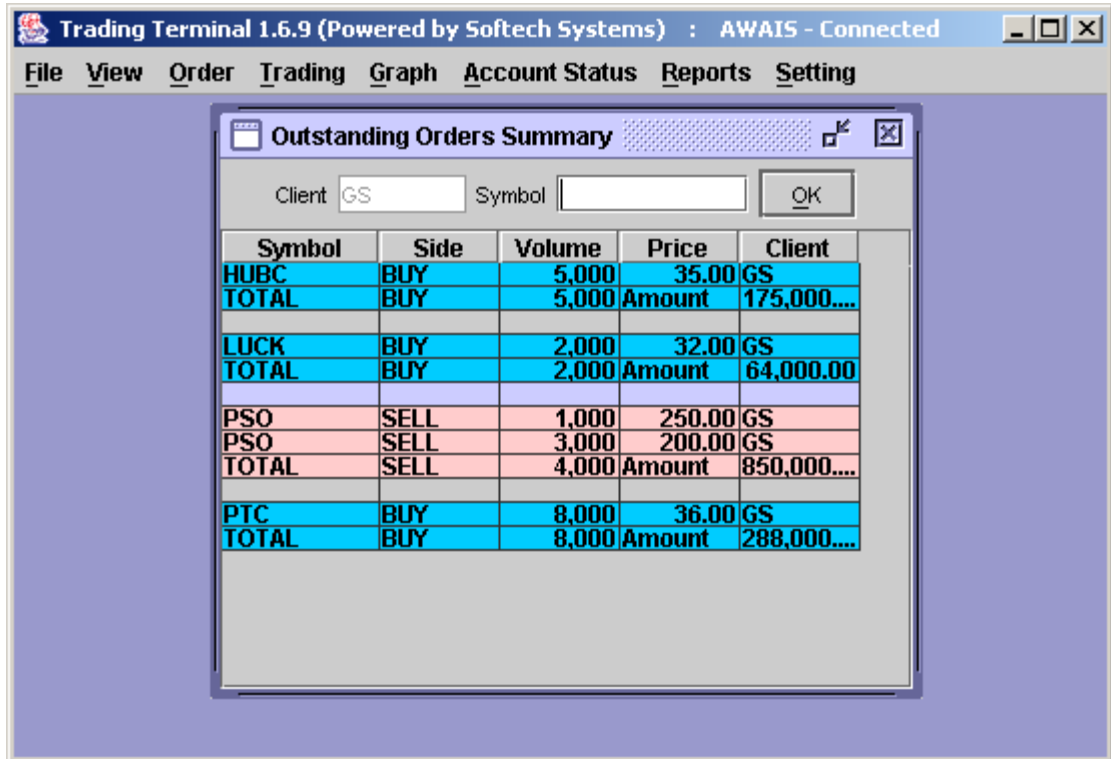 Trading Terminal 1.6.9 (Powered by Softech Systems) : AWAIS - Connected
File View Order Trading Graph Account Status Reports Setting
Outstanding Orders Summary
Client GS Symbol OK
Symbol Side Volume Price Client
HUBC BUY 5,000 35.00 GS
TOTAL BUY 5,000 Amount 175,000....
LUCK BUY 2,000 32.00 GS
TOTAL BUY 2,000 Amount 64,000.00
PSO SELL 1,000 250.00 GS
PSO SELL 3,000 200.00 GS
TOTAL SELL 4,000 Amount 850,000....
PTC BUY 8,000 36.00 GS
TOTAL BUY 8,000 Amount 288,000....